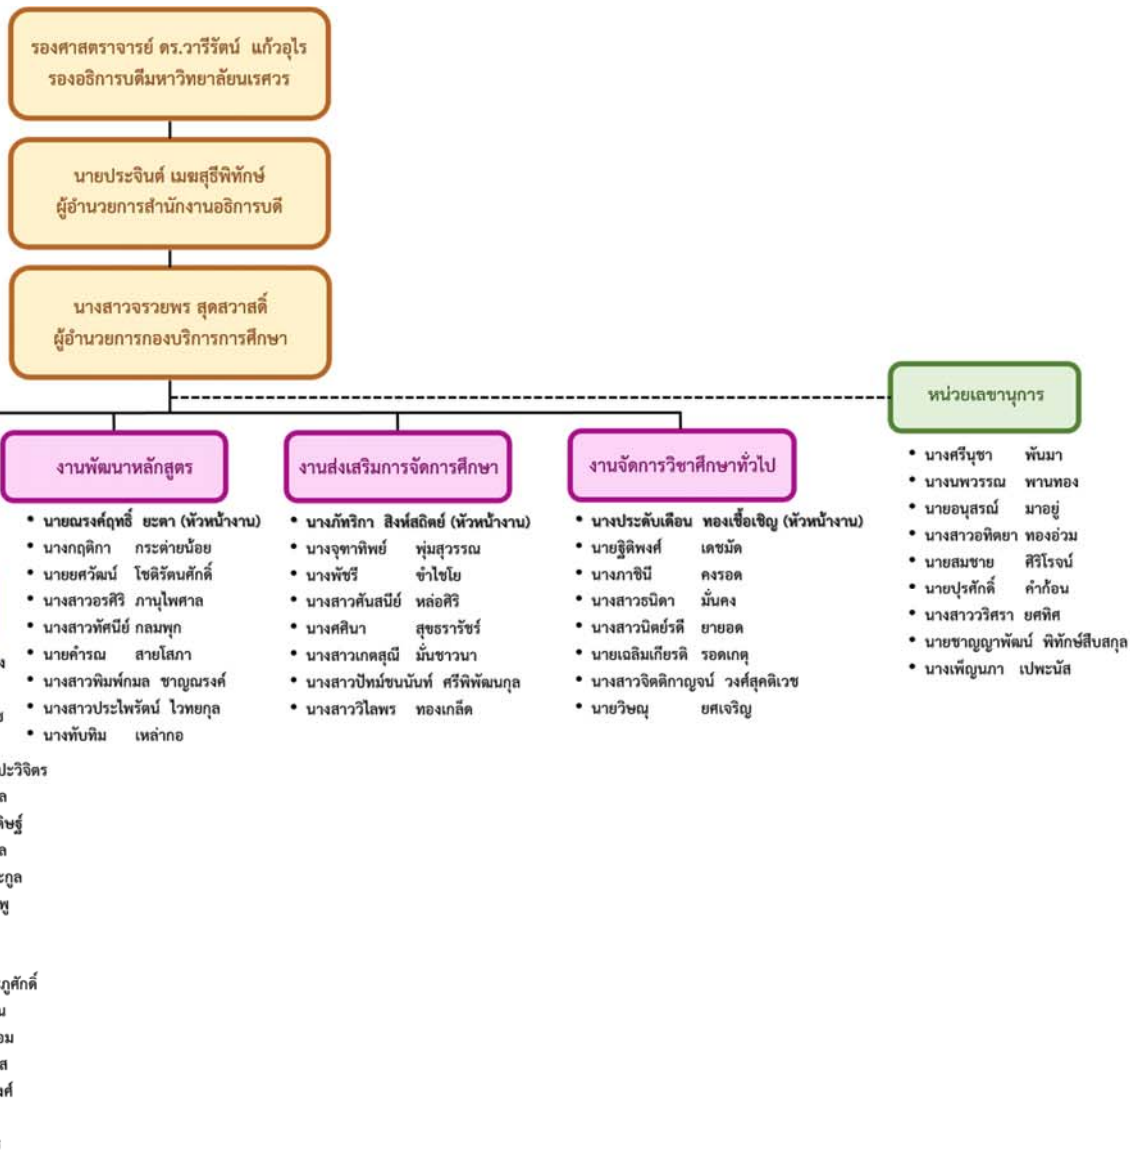 รองศาสตราจารย์ ดร.วารีรัตน์ แก้วอุไร
รองอธิการบดีมหาวิทยาลัยนเรศวร
นายประจินต์ เมฆสุธีพิทักษ์
ผู้อำนวยการสำนักงานอธิการบดี
นางสาวจรวยพร สุดสวาสดิ์
ผู้อำนวยการกองบริการการศึกษา
หน่วยเลขานุการ
• นางศรีนุชา พันมา
• นางนพวรรณ พานทอง
• นายอนุสรณ์ มาอยู่
• นางสาวอทิตยา ทองอ่วม
• นายสมชาย ศิริโรจน์
• นายปุรศักดิ์ คำก้อน
• นางสาววริศรา ยศทิศ
• นายชาญญาพัฒน์ พิทักษ์สืบสกุล
• นางเพ็ญนภา เปพะนัส
งานพัฒนาหลักสูตร
• นายณรงค์ฤทธิ์ ยะตา (หัวหน้างาน)
• นางกฤติกา กระต่ายน้อย
• นายยศวัฒน์ โชติรัตนศักดิ์
• นางสาวอรศิริ ภานุไพศาล
• นางสาวทัศนีย์ กลมพุก
• นายคำรณ สายโสภา
• นางสาวพิมพ์กมล ชาญณรงค์
• นางสาวประไพรัตน์ ไวทยกุล
• นางทับทิม เหล่ากอ
งานส่งเสริมการจัดการศึกษา
• นางภัทริกา สิงห์สถิตย์ (หัวหน้างาน)
• นางจุฑาทิพย์ พุ่มสุวรรณ
• นางพัชรี ขำไชโย
• นางสาวศันสนีย์ หล่อศิริ
• นางศศินา สุขธรารัชร์
• นางสาวเกตสุณี มั่นชาวนา
• นางสาวปัทม์ชนนันท์ ศรีพิพัฒนกุล
• นางสาววิไลพร ทองเกล็ด
งานจัดการวิชาศึกษาทั่วไป
• นางประดับเดือน ทองเชื้อเชิญ (หัวหน้างาน)
• นายฐิติพงศ์ เดชมัด
• นางภาชินี คงรอด
• นางสาวธนิดา มั่นคง
• นางสาวนิตย์รดี ยายอด
• นายเฉลิมเกียรติ รอดเกตุ
• นางสาวจิตติกาญจน์ วงศ์สุคติเวช
• นายวิษณุ ยศเจริญ